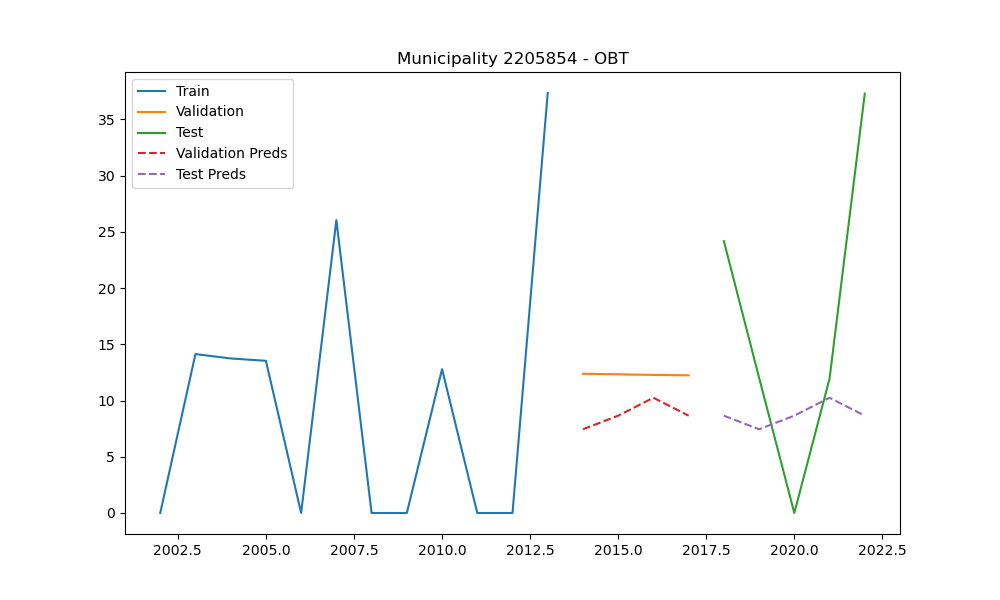 Municipality 2205854 - OBT
Train
Validation
Test
Validation Preds
Test Preds
35
30
25
20
15
10
5
0
2002.5 2005.0 2007.5 2010.0 2012.5 2015.0 2017.5 2020.0 2022.5